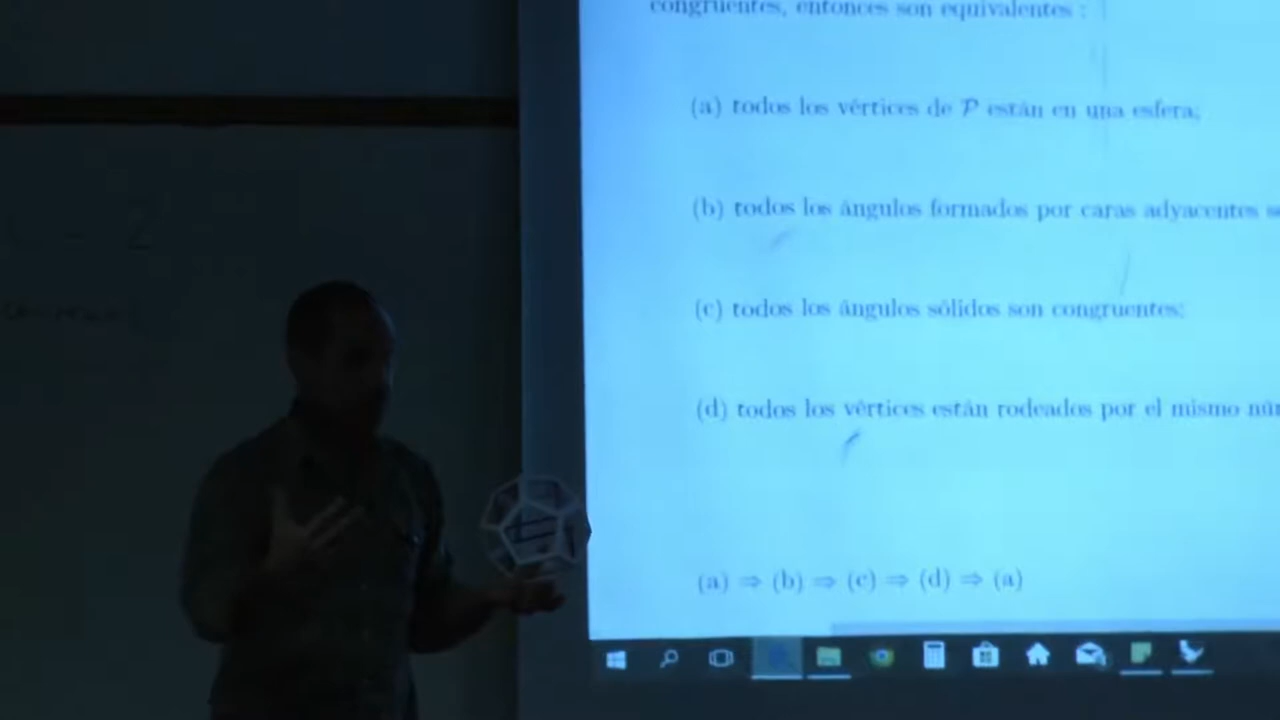 congruentes, entonces son equivalentes :
(a) todos los vértices de P están en una esfera;
(b) todos los ángulos formados por caras adyacentes
(c) todos los ángulos sólidos son congruentes;
(d) todos los vértices están rodeados por el mismo
(a) ⇒ (b) ⇒ (c) ⇒ (d) ⇒ (a)
= 2